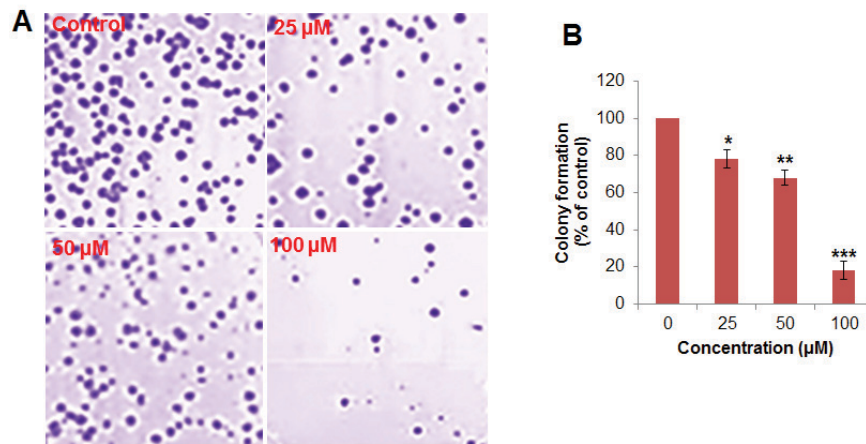 A
Control
25 µM
50 µM
100 µM
B
Colony formation
(% of control)
120
100
80
60
40
20
0
*
**
***
0 25 50 100
Concentration (µM)